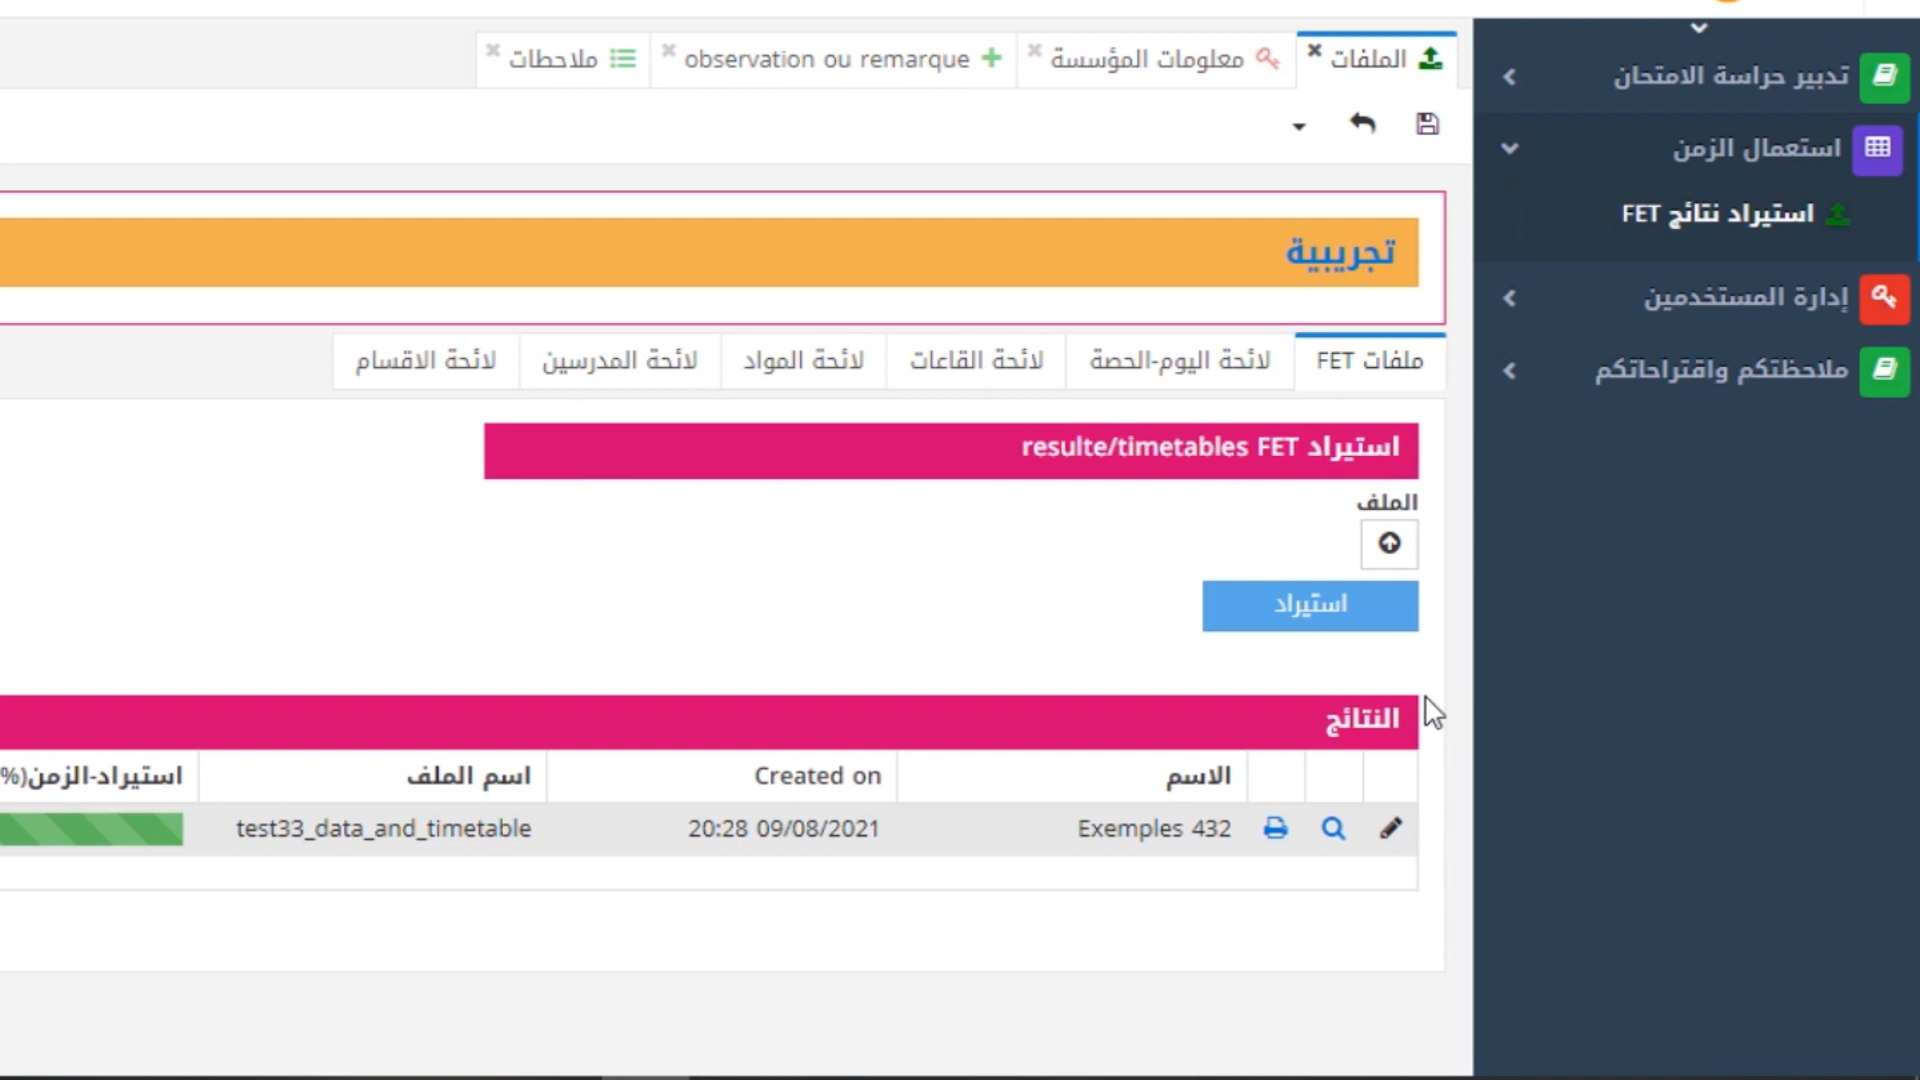 الملفات
معلومات المؤسسة
observation ou remarque
ملاحظات
تدبير حراسة الامتحان
استعمال الزمن
استيراد نتائج FET
إدارة المستخدمين
ملاحظتكم واقتراحاتكم
تجريبية
ملفات FET
لائحة اليوم-الحصة
لائحة القاعات
لائحة المواد
لائحة المدرسين
لائحة الاقسام
استيراد resulte/timetables FET
الملف
استيراد
النتائج
الاسم
Created on
اسم الملف
استيراد-الزمن(%
Exemples 432
20:28 09/08/2021
test33_data_and_timetable